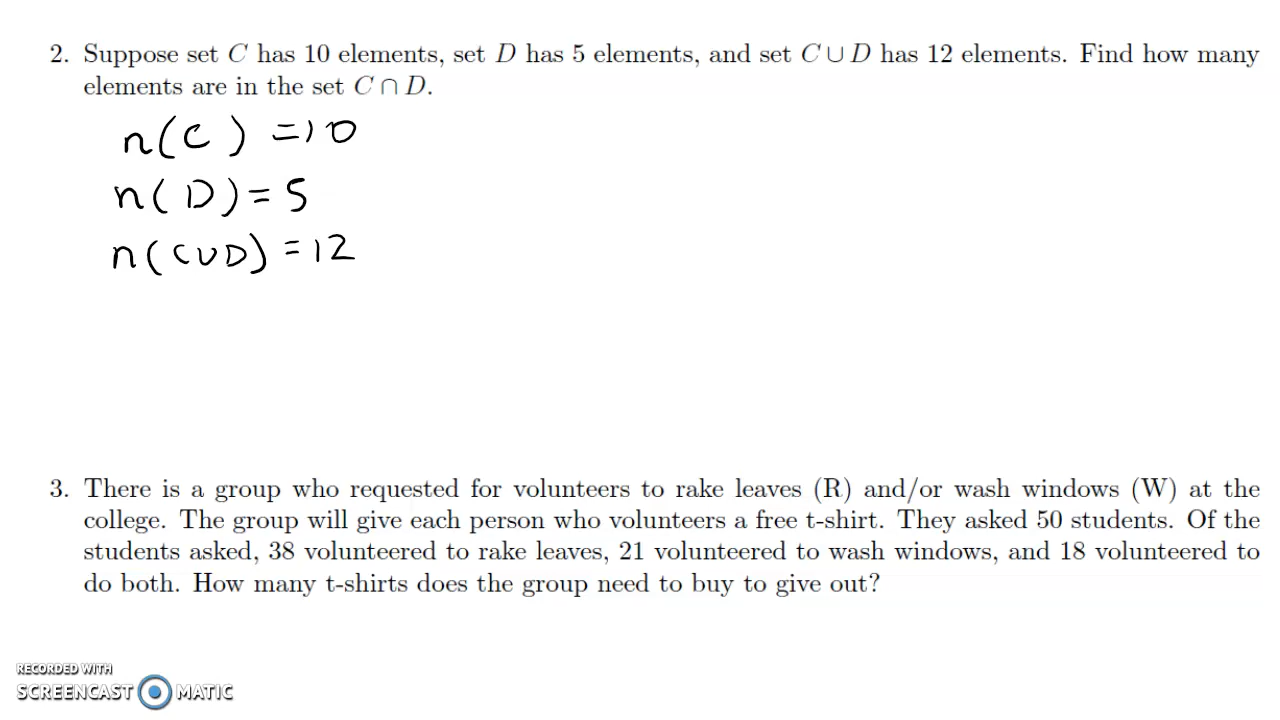 2. Suppose set C has 10 elements, set D has 5 elements, and set C ∪ D has 12 elements. Find how many
elements are in the set C ∩ D.
n(C) = 10
n(D) = 5
n(C∪D) = 12
3. There is a group who requested for volunteers to rake leaves (R) and/or wash windows (W) at the
college. The group will give each person who volunteers a free t-shirt. They asked 50 students. Of the
students asked, 38 volunteered to rake leaves, 21 volunteered to wash windows, and 18 volunteered to
do both. How many t-shirts does the group need to buy to give out?
RECORDED WITH
SCREENCAST MATIC